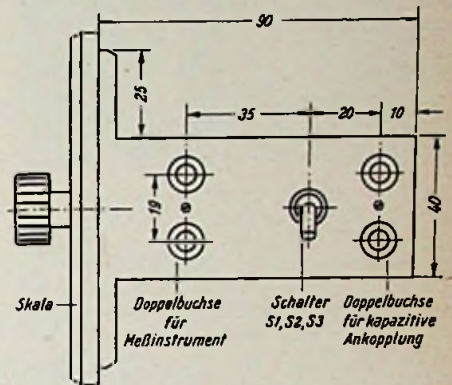 90
25
35
20
10
19
40
Skala
Doppelbuchse
für
Meßinstrument
Schalter
S1, S2, S3
Doppelbuchse
für kapazitive
Ankopplung